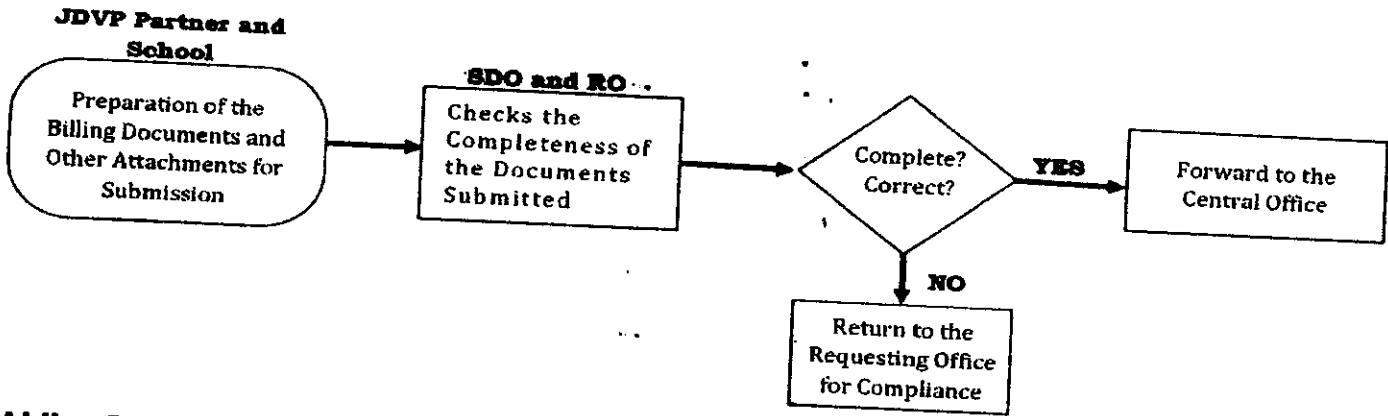 JDVP Partner and
School
Preparation of the
Billing Documents and
Other Attachments for
Submission
SDO and RO
Checks the
Completeness of
the Documents
Submitted
Complete?
Correct?
YES
Forward to the
Central Office
NO
Return to the
Requesting Office
for Compliance